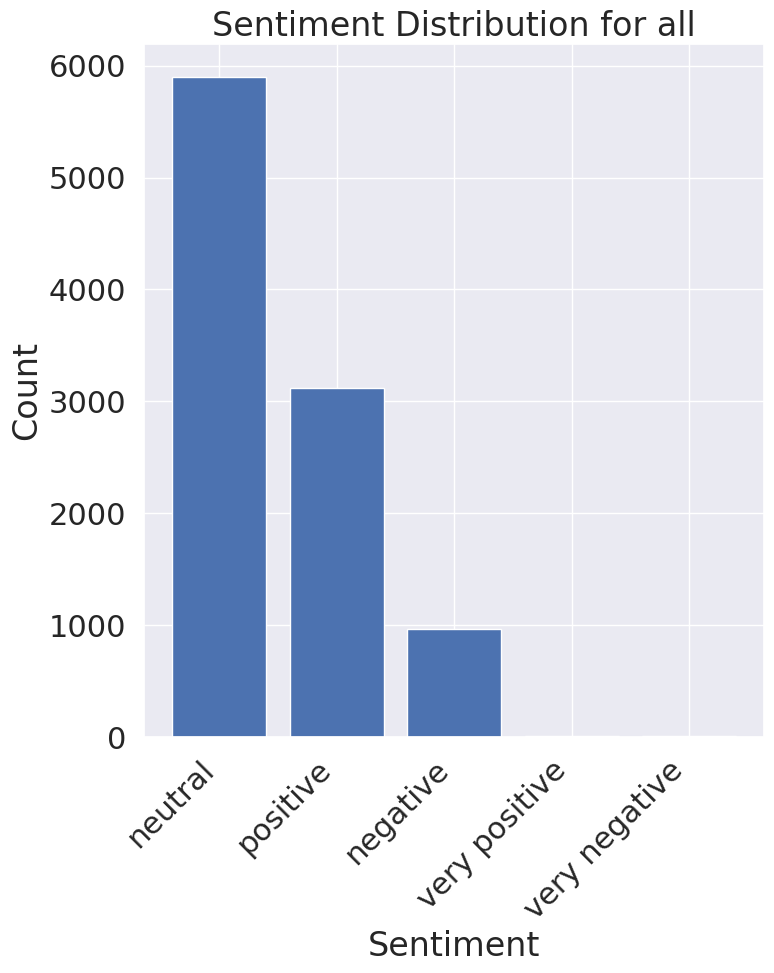 Sentiment Distribution for all
6000
5000
4000
3000
2000
1000
0
Count
neutral
positive
negative
very positive
very negative
Sentiment